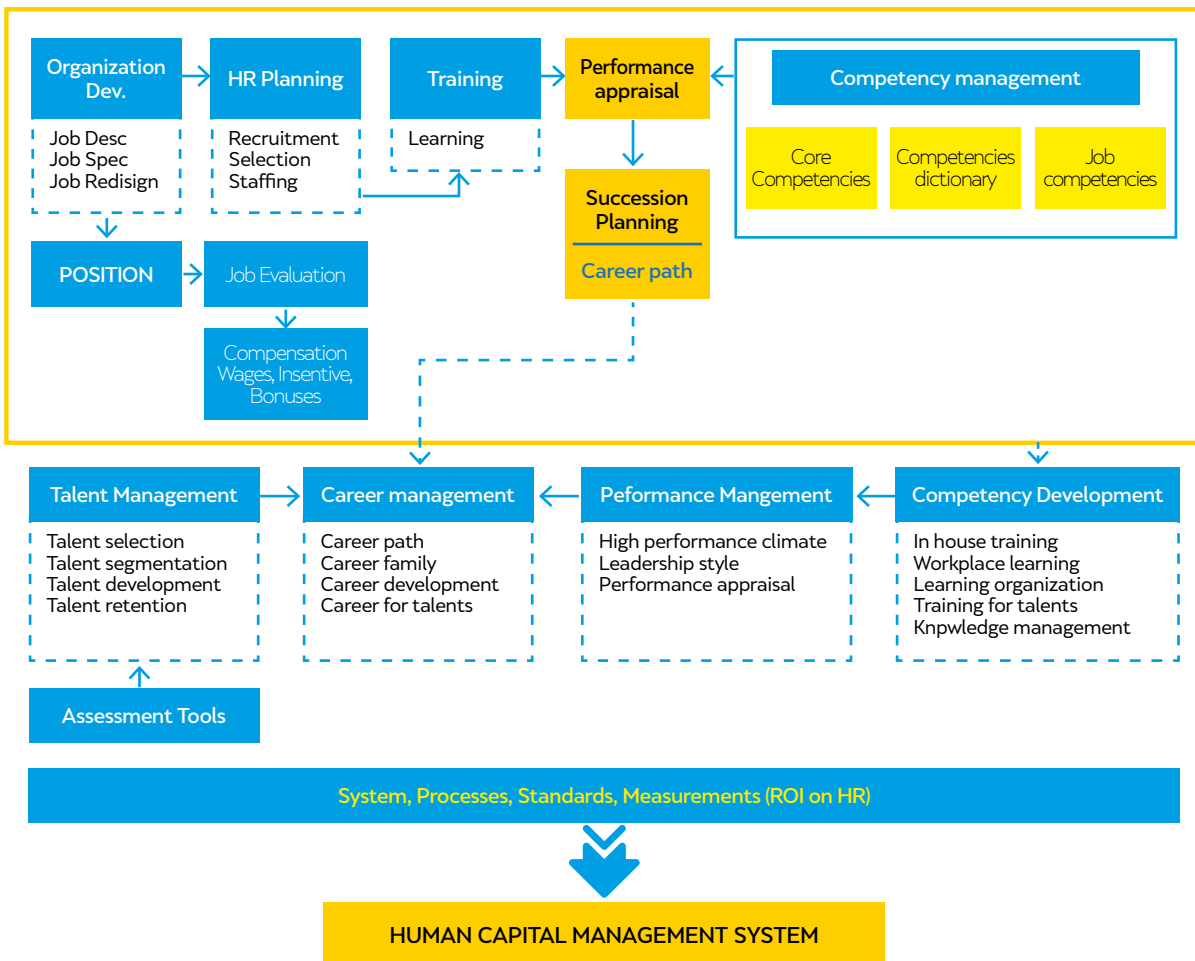 Organization
Dev.
Job Desc
Job Spec
Job Redisign
HR Planning
Recruitment
Selection
Staffing
Training
Learning
Performance
appraisal
Succession
Planning
Career path
Competency management
Core
Competencies
Competencies
dictionary
Job
competencies
POSITION
Job Evaluation
Compensation
Wages, Insentive,
Bonuses
Talent Management
Talent selection
Talent segmentation
Talent development
Talent retention
Career management
Career path
Career family
Career development
Career for talents
Peformance Mangement
High performance climate
Leadership style
Performance appraisal
Competency Development
In house training
Workplace learning
Learning organization
Training for talents
Knpwledge management
Assessment Tools
System, Processes, Standards, Measurements (ROI on HR)
HUMAN CAPITAL MANAGEMENT SYSTEM